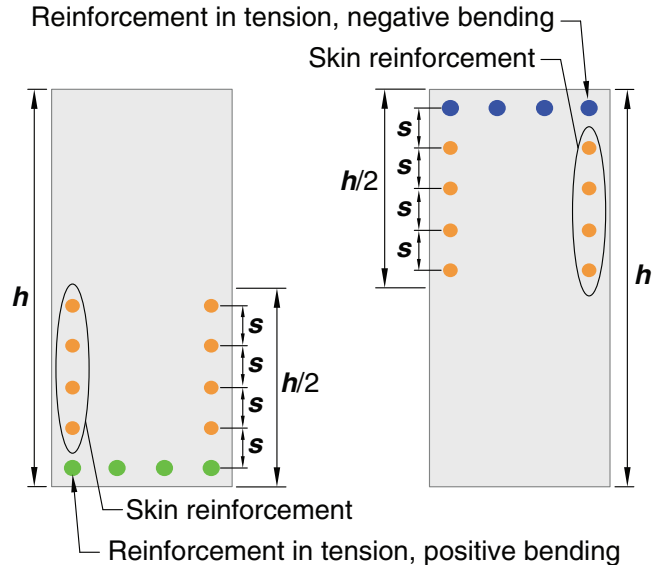 Reinforcement in tension, negative bending
Skin reinforcement
h
s
s
s
s
h/2
Skin reinforcement
Reinforcement in tension, positive bending
h/2
s
s
s
s
h